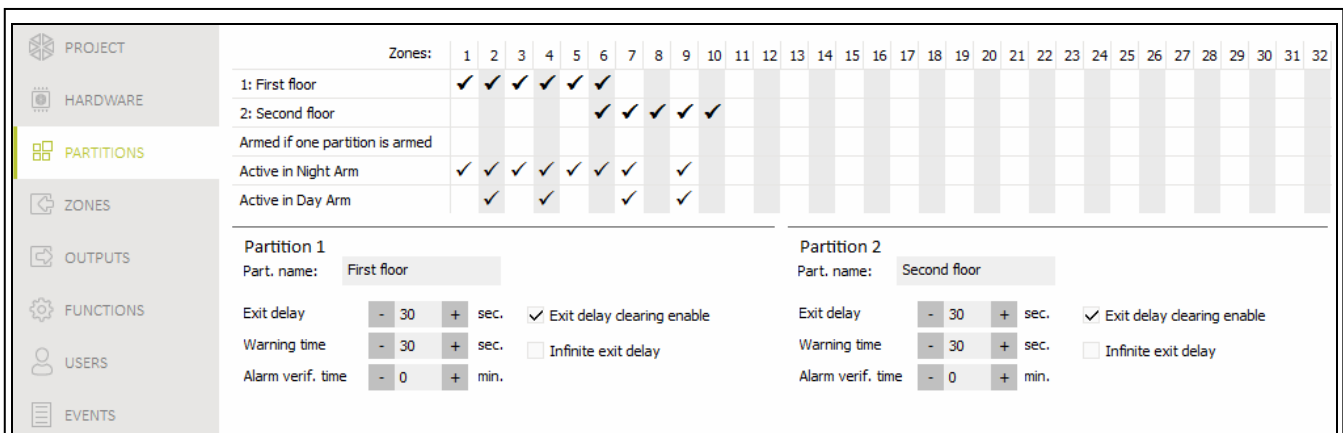 PROJECT
HARDWARE
PARTITIONS
ZONES
OUTPUTS
FUNCTIONS
USERS
EVENTS
Zones: 1 2 3 4 5 6 7 8 9 10 11 12 13 14 15 16 17 18 19 20 21 22 23 24 25 26 27 28 29 30 31 32
1: First floor ✓ ✓ ✓ ✓ ✓ ✓
2: Second floor ✓ ✓ ✓ ✓ ✓
Armed if one partition is armed
Active in Night Arm ✓ ✓ ✓ ✓ ✓ ✓ ✓ ✓
Active in Day Arm ✓ ✓ ✓ ✓
Partition 1
Part. name: First floor
Exit delay - 30 + sec. ✓ Exit delay clearing enable
Warning time - 30 + sec. Infinite exit delay
Alarm verif. time - 0 + min.
Partition 2
Part. name: Second floor
Exit delay - 30 + sec. ✓ Exit delay clearing enable
Warning time - 30 + sec. Infinite exit delay
Alarm verif. time - 0 + min.